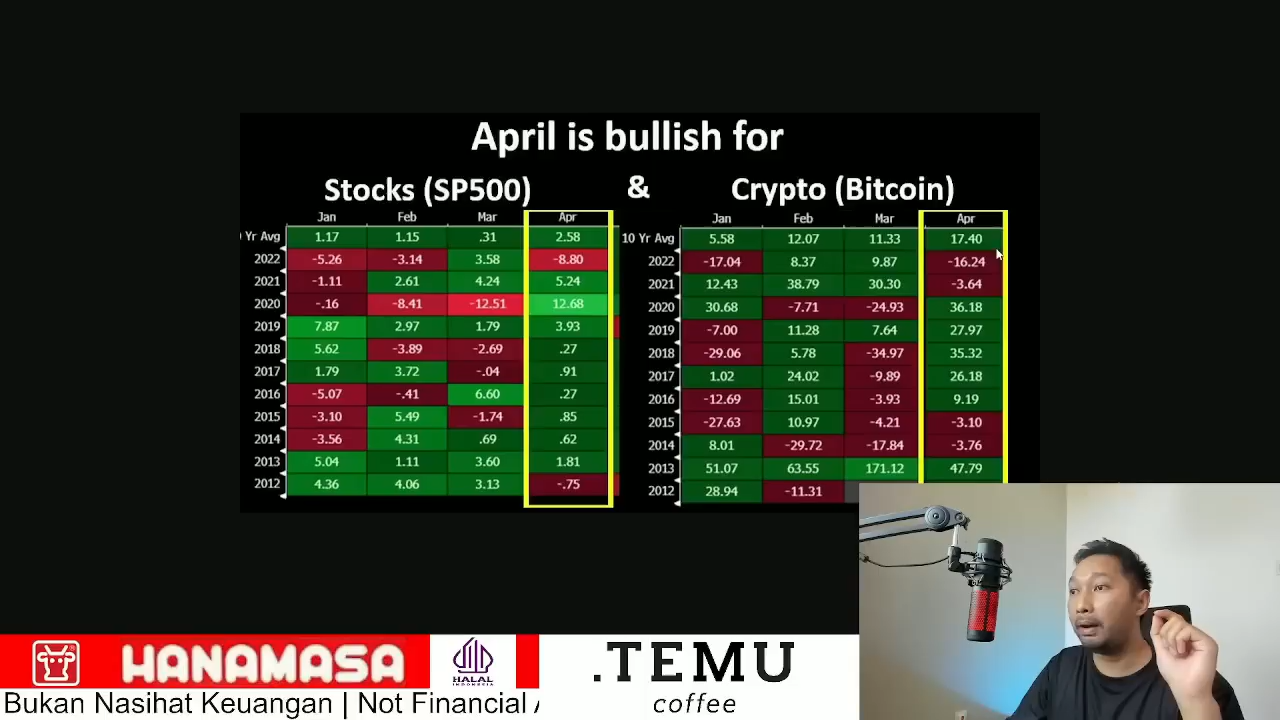 April is bullish for
Stocks (SP500) & Crypto (Bitcoin)
Jan Feb Mar Apr
Yr Avg 1.17 1.15 .31 2.58
2022 -5.26 -3.14 3.58 -8.80
2021 -1.11 2.61 4.24 5.24
2020 -.16 -8.41 -12.51 12.68
2019 7.87 2.97 1.79 3.93
2018 5.62 -3.89 -2.69 .27
2017 1.79 3.72 -.04 .91
2016 -5.07 -.41 6.60 .27
2015 -3.10 5.49 -1.74 .85
2014 -3.56 4.31 .69 .62
2013 5.04 1.11 3.60 1.81
2012 4.36 4.06 3.13 -.75
Jan Feb Mar Apr
10 Yr Avg 5.58 12.07 11.33 17.40
2022 -17.04 8.37 9.87 -16.24
2021 12.43 38.79 30.30 -3.64
2020 30.68 -7.71 -24.93 36.18
2019 -7.00 11.28 7.64 27.97
2018 -29.06 5.78 -34.97 35.32
2017 1.02 24.02 -9.89 26.18
2016 -12.69 15.01 -3.93 9.19
2015 -27.63 10.97 -4.21 -3.10
2014 8.01 -29.72 -17.84 -3.76
2013 51.07 63.55 171.12 47.79
2012 28.94 -11.31
HANAMASA
HALAL
INDONESIA
.TEMU
coffee
Bukan Nasihat Keuangan | Not Financial